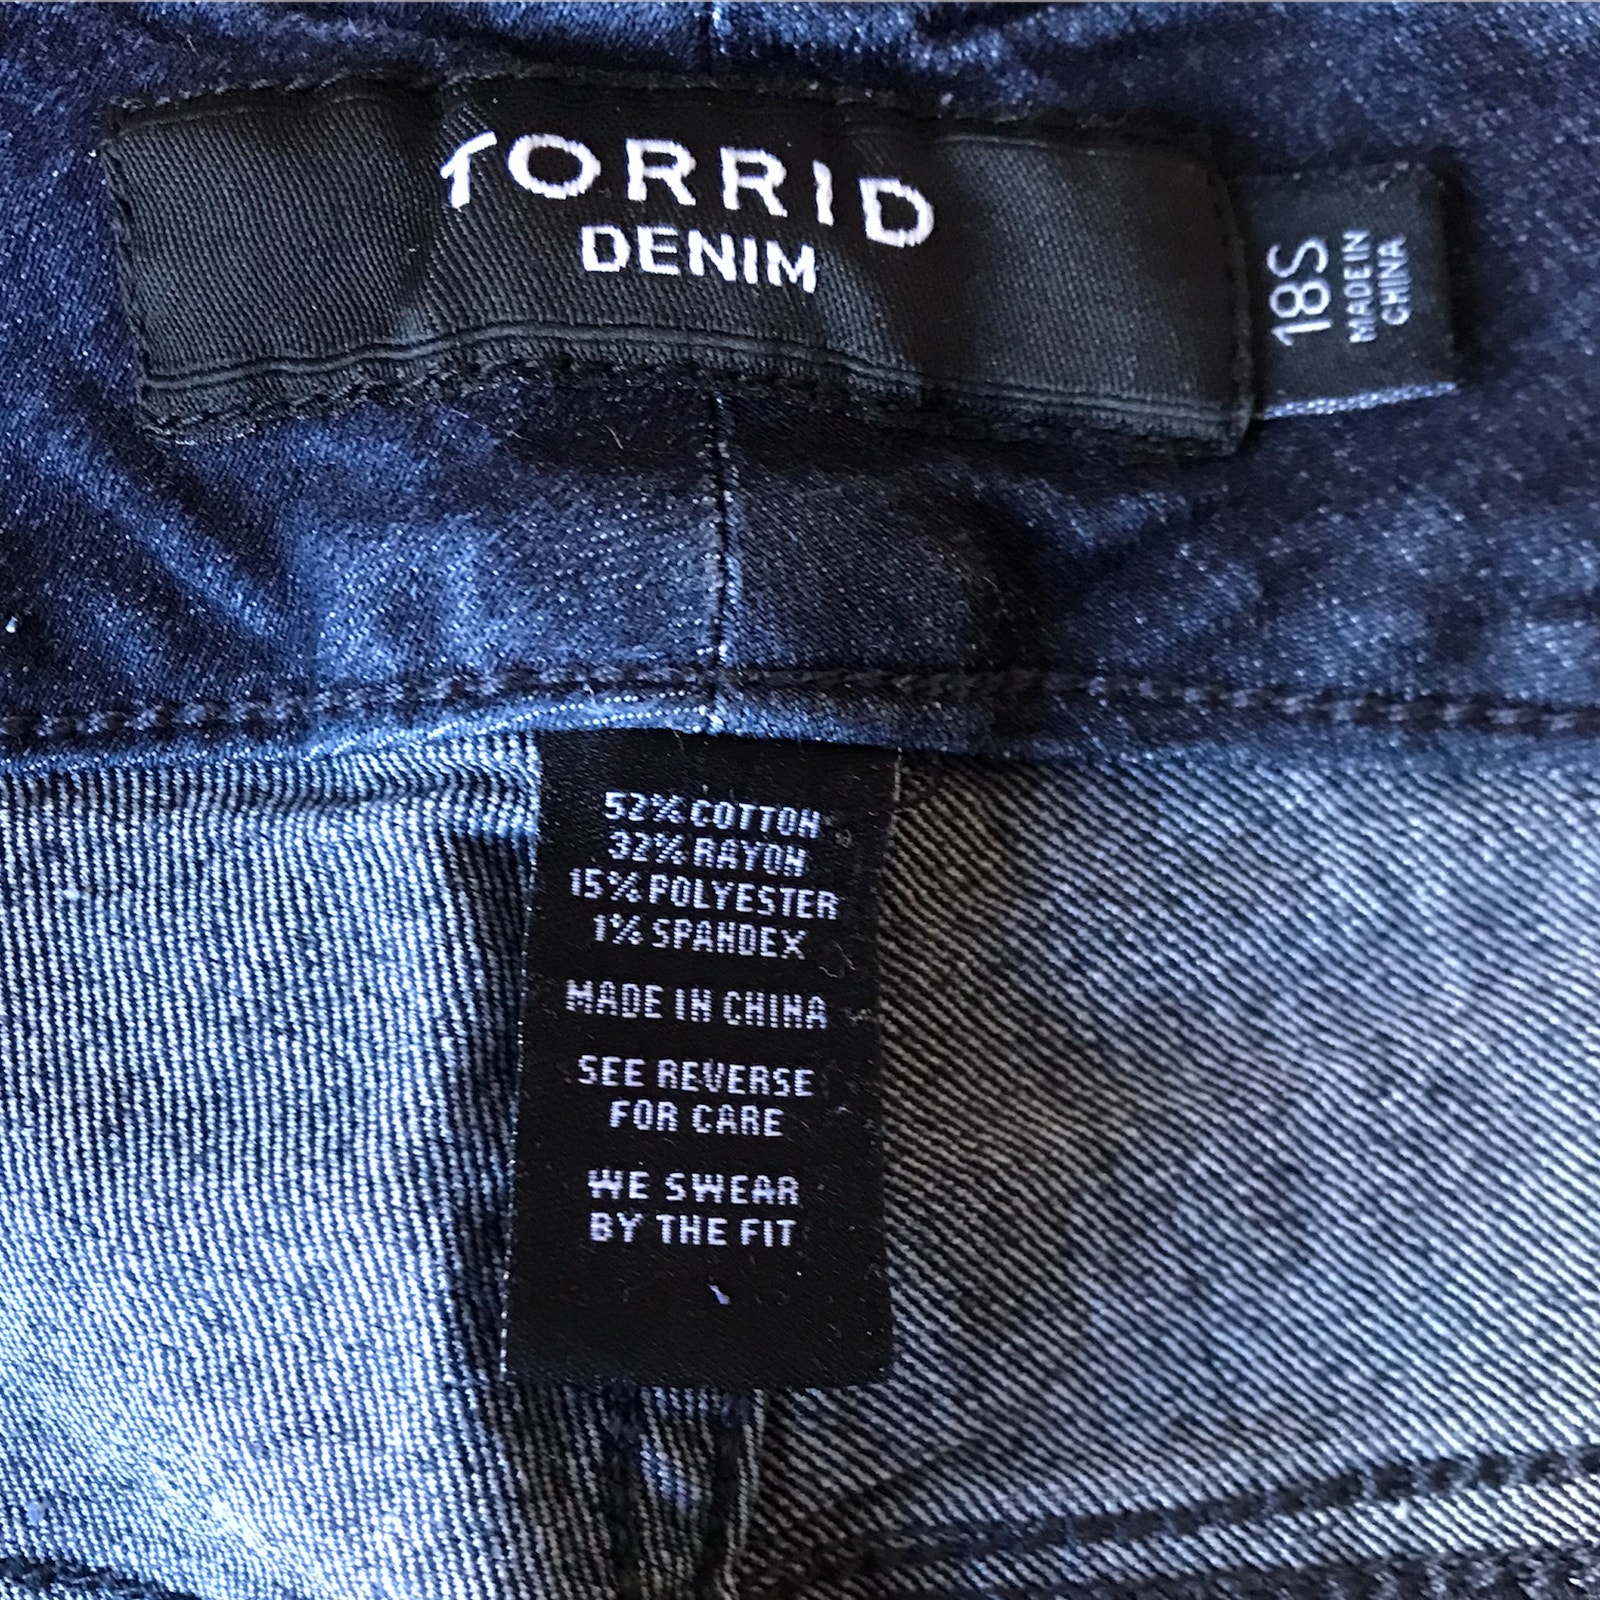 TORRID
DENIM
18S
MADE IN
CHINA
52% COTTON
32% RAYON
15% POLYESTER
1% SPANDEX
MADE IN CHINA
SEE REVERSE
FOR CARE
WE SWEAR
BY THE FIT